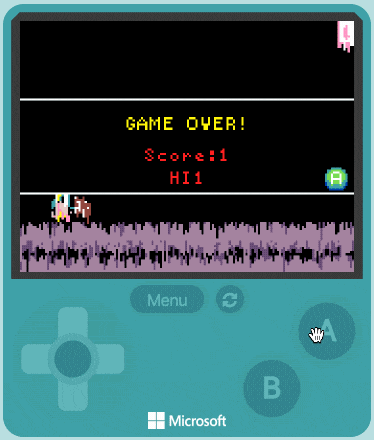 GAME OVER!
Score:1
HI1
A
Menu
A
B
Microsoft